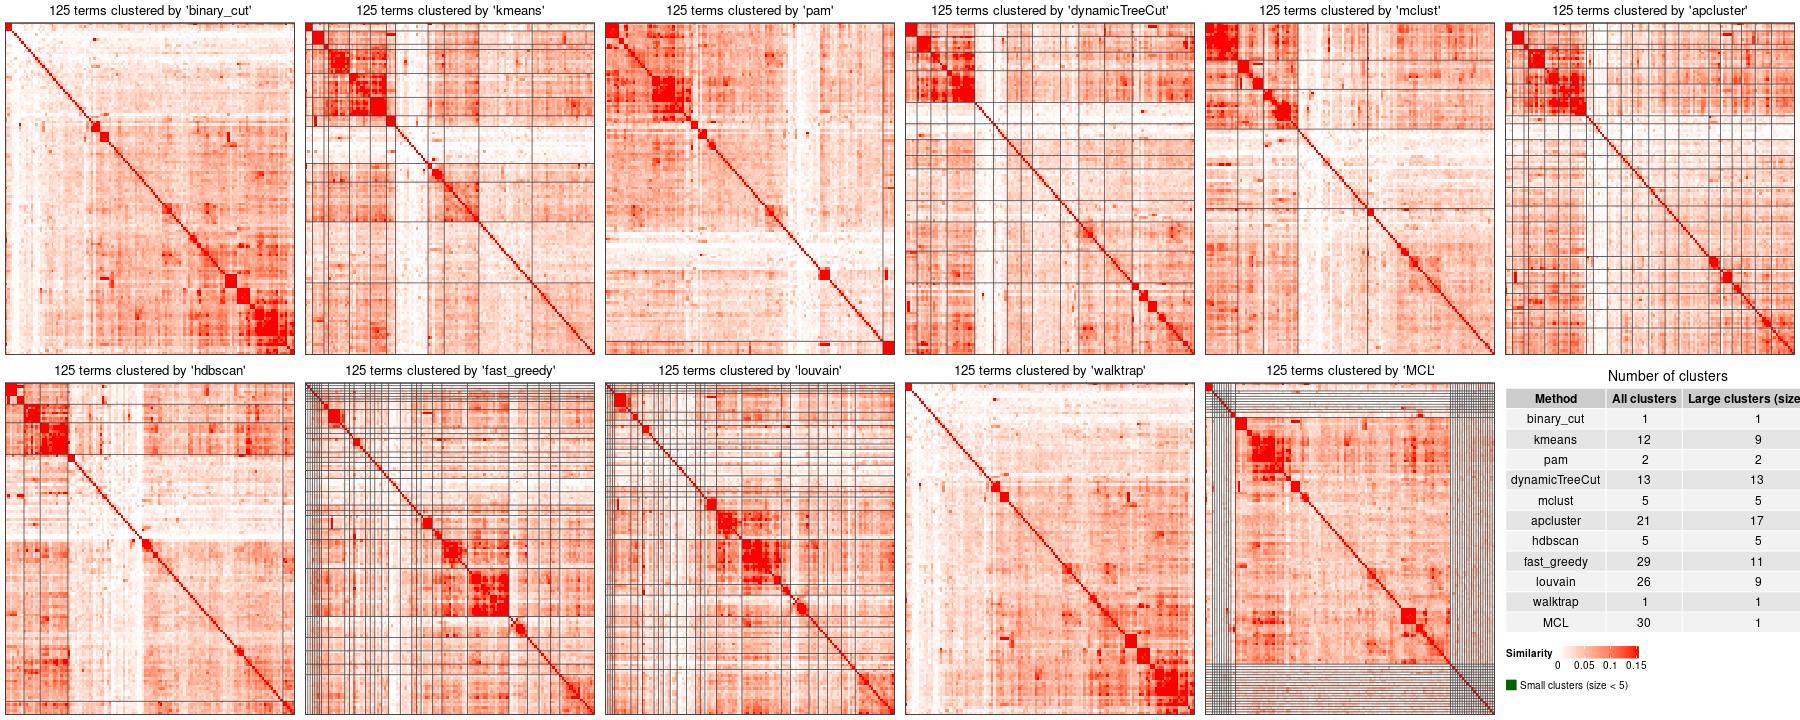 125 terms clustered by 'binary_cut'
125 terms clustered by 'kmeans'
125 terms clustered by 'pam'
125 terms clustered by 'dynamicTreeCut'
125 terms clustered by 'mclust'
125 terms clustered by 'apcluster'
125 terms clustered by 'hdbscan'
125 terms clustered by 'fast_greedy'
125 terms clustered by 'louvain'
125 terms clustered by 'walktrap'
125 terms clustered by 'MCL'
Number of clusters
Method All clusters Large clusters (size
binary_cut 1 1
kmeans 12 9
pam 2 2
dynamicTreeCut 13 13
mclust 5 5
apcluster 21 17
hdbscan 5 5
fast_greedy 29 11
louvain 26 9
walktrap 1 1
MCL 30 1
Similarity
0 0.05 0.1 0.15
Small clusters (size < 5)